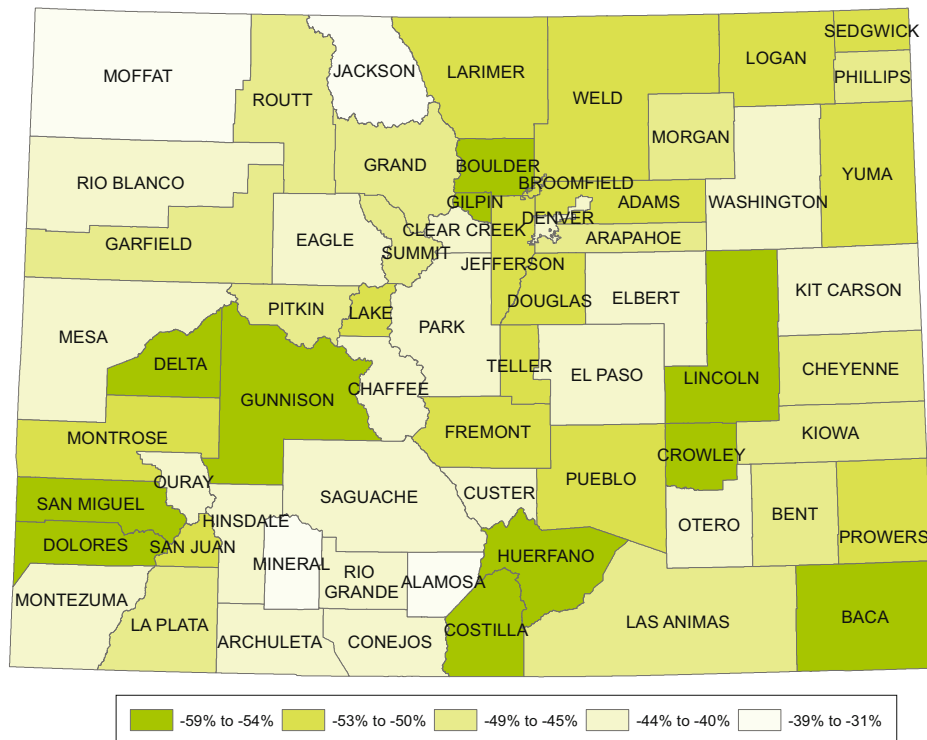 SEDGWICK
LOGAN
JACKSON
LARIMER
MOFFAT
PHILLIPS
ROUTT
WELD
MORGAN
GRAND
BOULDER
YUMA
RIO BLANCO
BROOMFIELD
GILPIN
ADAMS
WASHINGTON
DENVER
CLEAR CREEK
ARAPAHOE
GARFIELD
EAGLE
SUMMIT
JEFFERSON
KIT CARSON
ELBERT
DOUGLAS
PITKIN
LAKE
PARK
MESA
DELTA
TELLER
CHEYENNE
EL PASO
LINCOLN
CHAFFEE
GUNNISON
FREMONT
KIOWA
MONTROSE
CROWLEY
PUEBLO
OURAY
CUSTER
SAGUACHE
SAN MIGUEL
BENT
HINSDALE
OTERO
PROWERS
DOLORES
SAN JUAN
HUERFANO
MINERAL
RIO
GRANDE
ALAMOSA
MONTEZUMA
BACA
LAS ANIMAS
LA PLATA
COSTILLA
ARCHULETA
CONEJOS
-59% to -54% -53% to -50% -49% to -45% -44% to -40% -39% to -31%